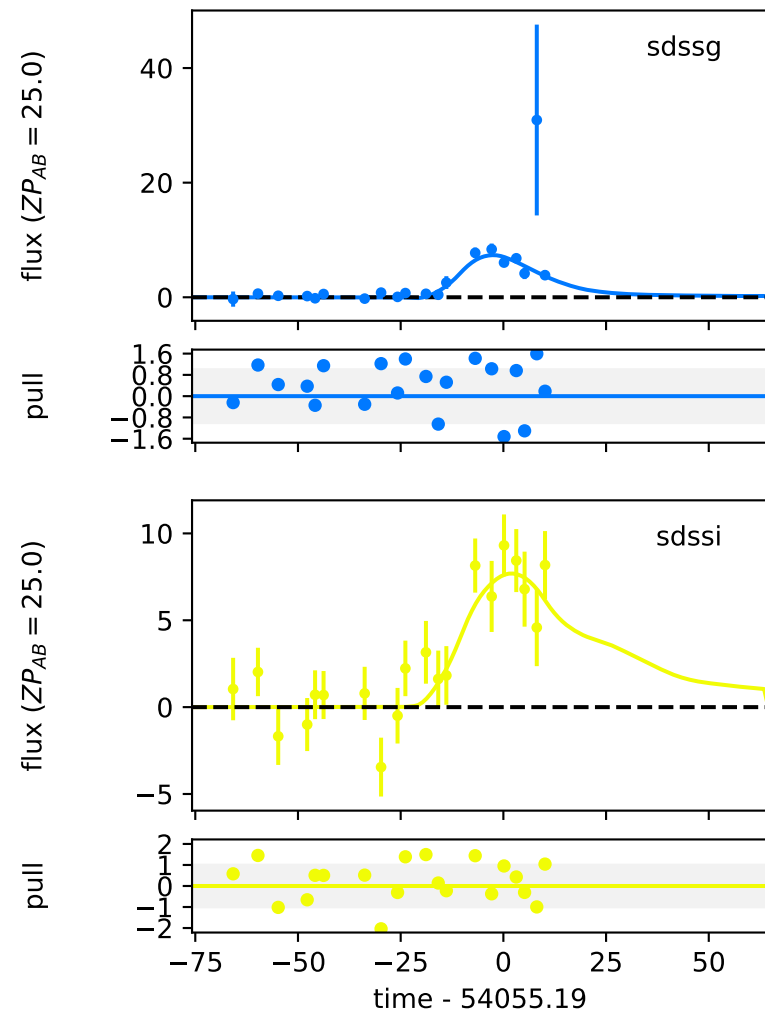 sdssg
flux (ZP_AB = 25.0)
40
20
0
pull
1.6
0.8
0.0
−0.8
−1.6
sdssi
flux (ZP_AB = 25.0)
10
5
0
−5
pull
2
1
0
−1
−2
−75 −50 −25 0 25 50
time - 54055.19